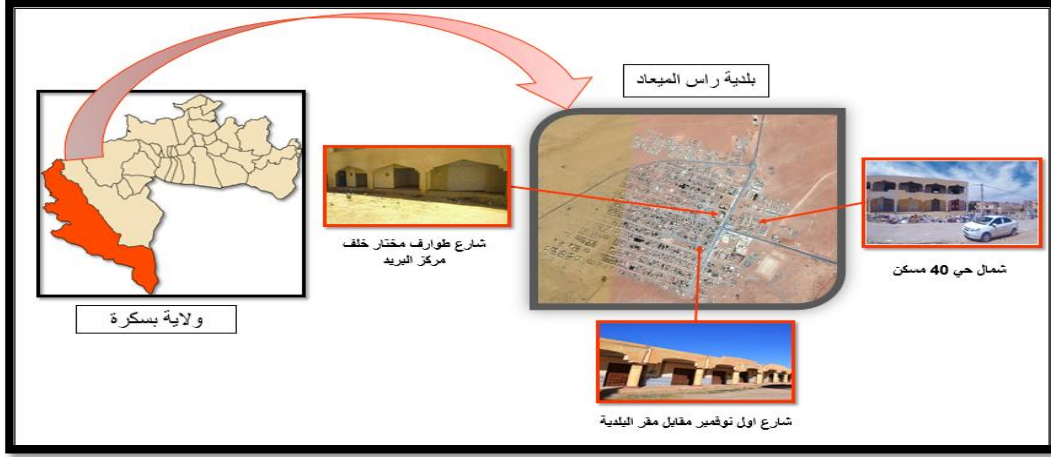 بلدية راس الميعاد
شارع طوارف مختار خلف
مركز البريد
شمال حي 40 مسكن
ولاية بسكرة
شارع اول نوفمبر مقابل مقر البلدية